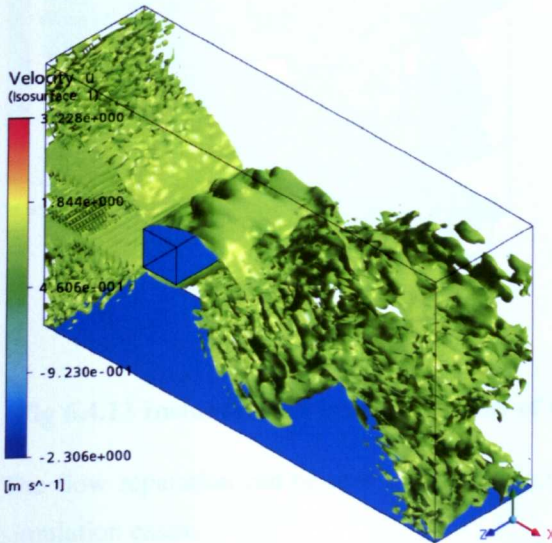 Velocity u
(Isosurface 1)
3.228e+000
1.844e+000
4.606e-001
-9.230e-001
-2.306e+000
[m s^-1]
Z
X